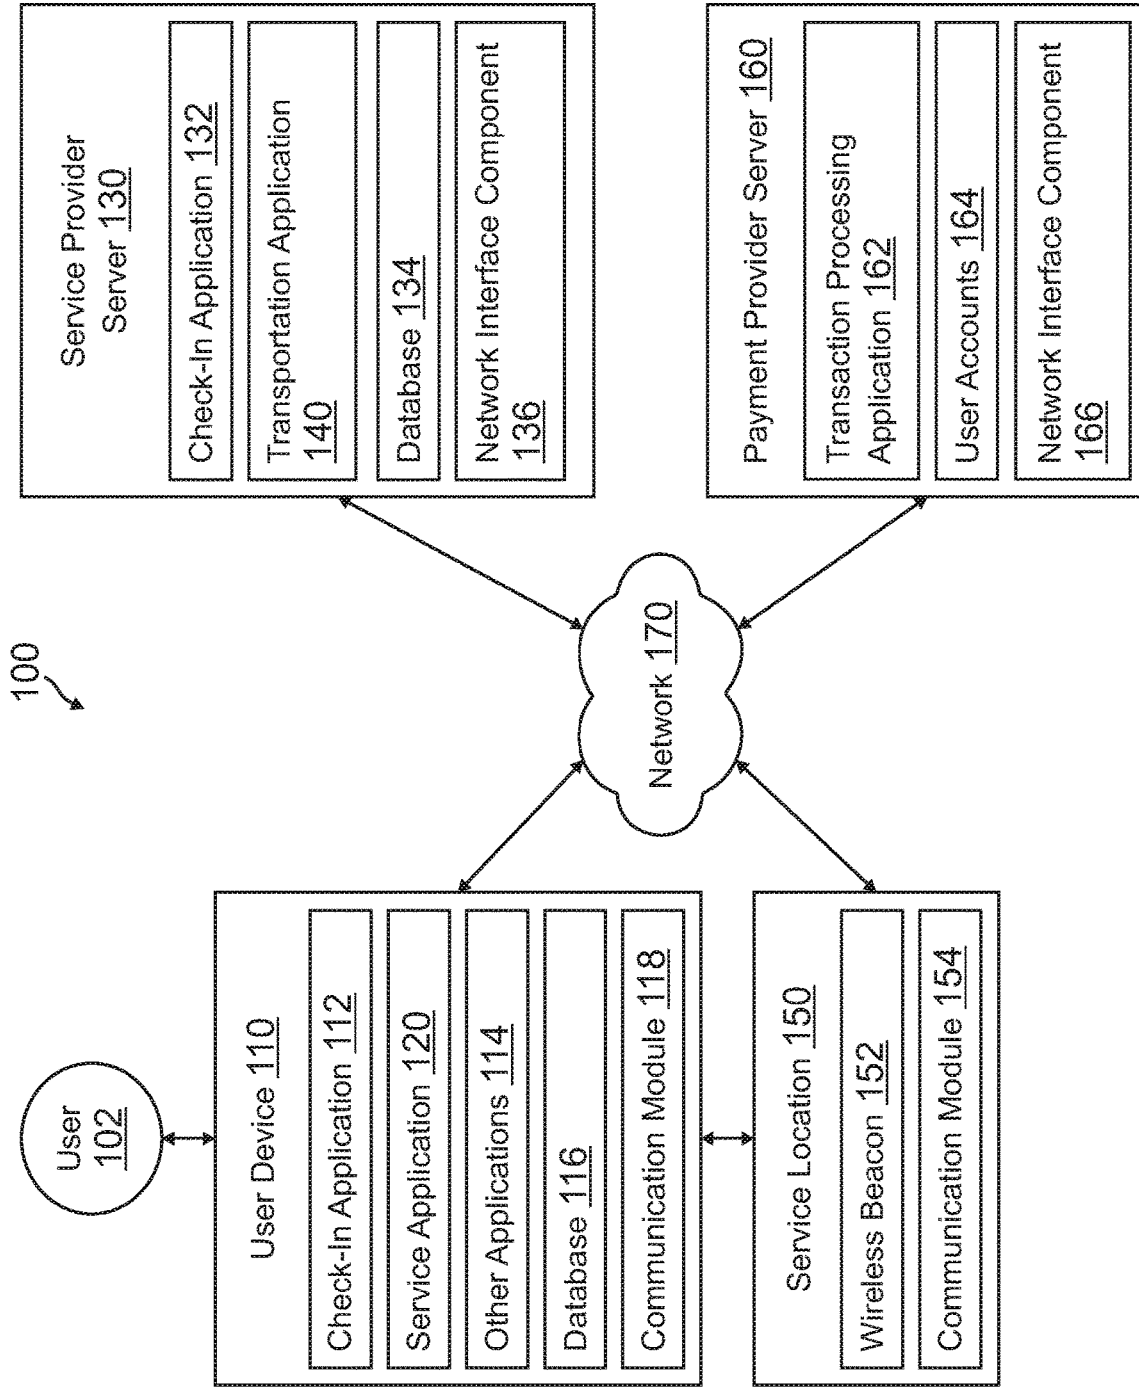 100
User
102
User Device 110
Check-In Application 112
Service Application 120
Other Applications 114
Database 116
Communication Module 118
Service Location 150
Wireless Beacon 152
Communication Module 154
Network 170
Service Provider
Server 130
Check-In Application 132
Transportation Application
140
Database 134
Network Interface Component
136
Payment Provider Server 160
Transaction Processing
Application 162
User Accounts 164
Network Interface Component
166